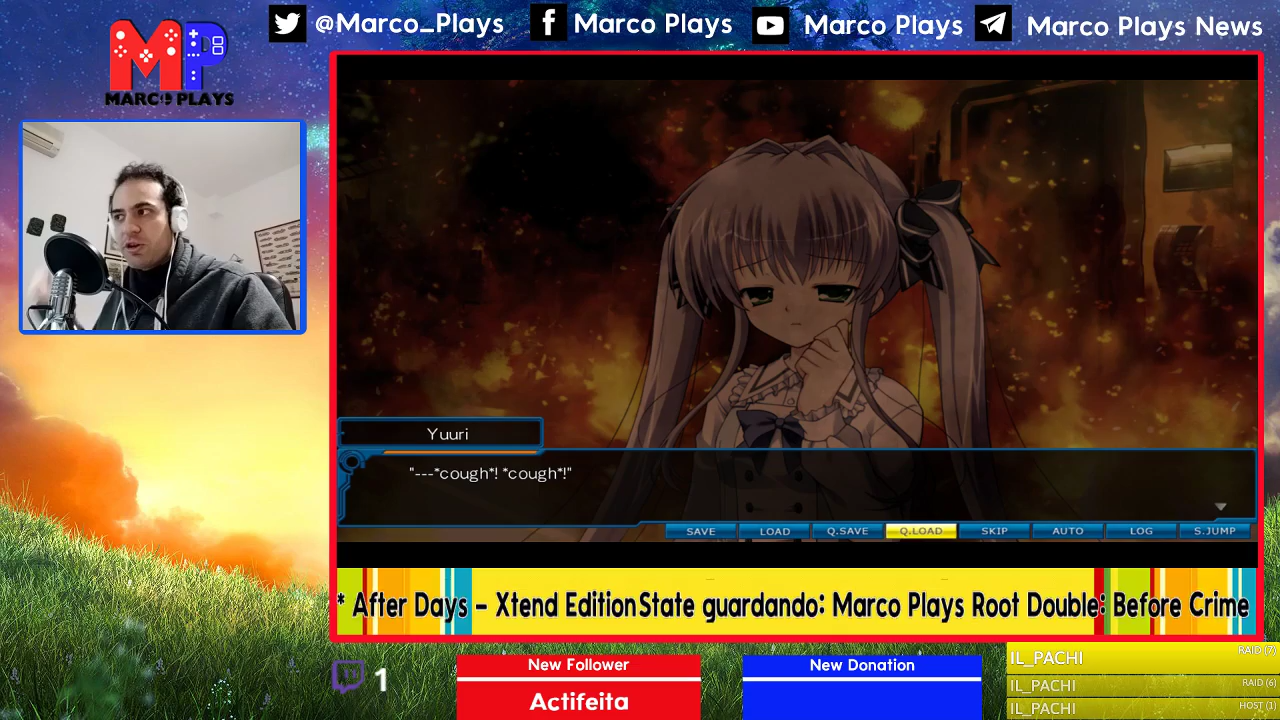 @Marco_Plays
Marco Plays
Marco Plays
Marco Plays News
MP
MARCO PLAYS
Yuuri
"---*cough*! *cough*!"
SAVE
LOAD
Q.SAVE
Q.LOAD
SKIP
AUTO
LOG
S.JUMP
* After Days - Xtend EditionState guardando: Marco Plays Root Double: Before Crime
1
New Follower
Actifeita
New Donation
IL_PACHI RAID (7)
IL_PACHI RAID (6)
IL_PACHI HOST (1)